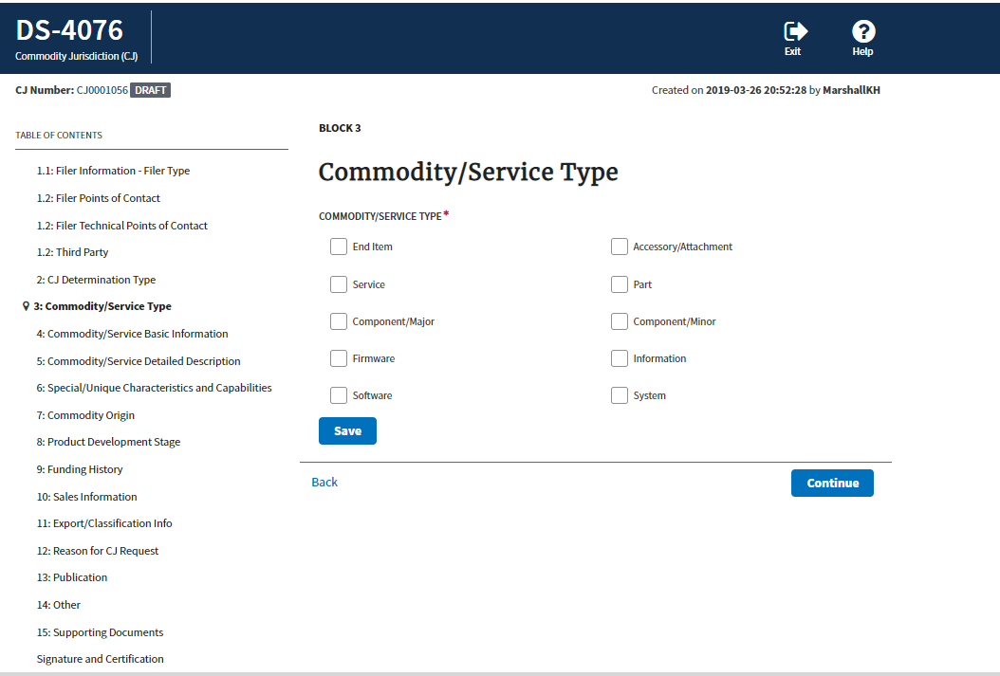 DS-4076
Commodity Jurisdiction (CJ)
Exit
Help
CJ Number: CJ0001056 DRAFT
Created on 2019-03-26 20:52:28 by MarshallKH
TABLE OF CONTENTS
1.1: Filer Information - Filer Type
1.2: Filer Points of Contact
1.2: Filer Technical Points of Contact
1.2: Third Party
2: CJ Determination Type
3: Commodity/Service Type
4: Commodity/Service Basic Information
5: Commodity/Service Detailed Description
6: Special/Unique Characteristics and Capabilities
7: Commodity Origin
8: Product Development Stage
9: Funding History
10: Sales Information
11: Export/Classification Info
12: Reason for CJ Request
13: Publication
14: Other
15: Supporting Documents
Signature and Certification
BLOCK 3
Commodity/Service Type
COMMODITY/SERVICE TYPE *
End Item
Accessory/Attachment
Service
Part
Component/Major
Component/Minor
Firmware
Information
Software
System
Save
Back
Continue